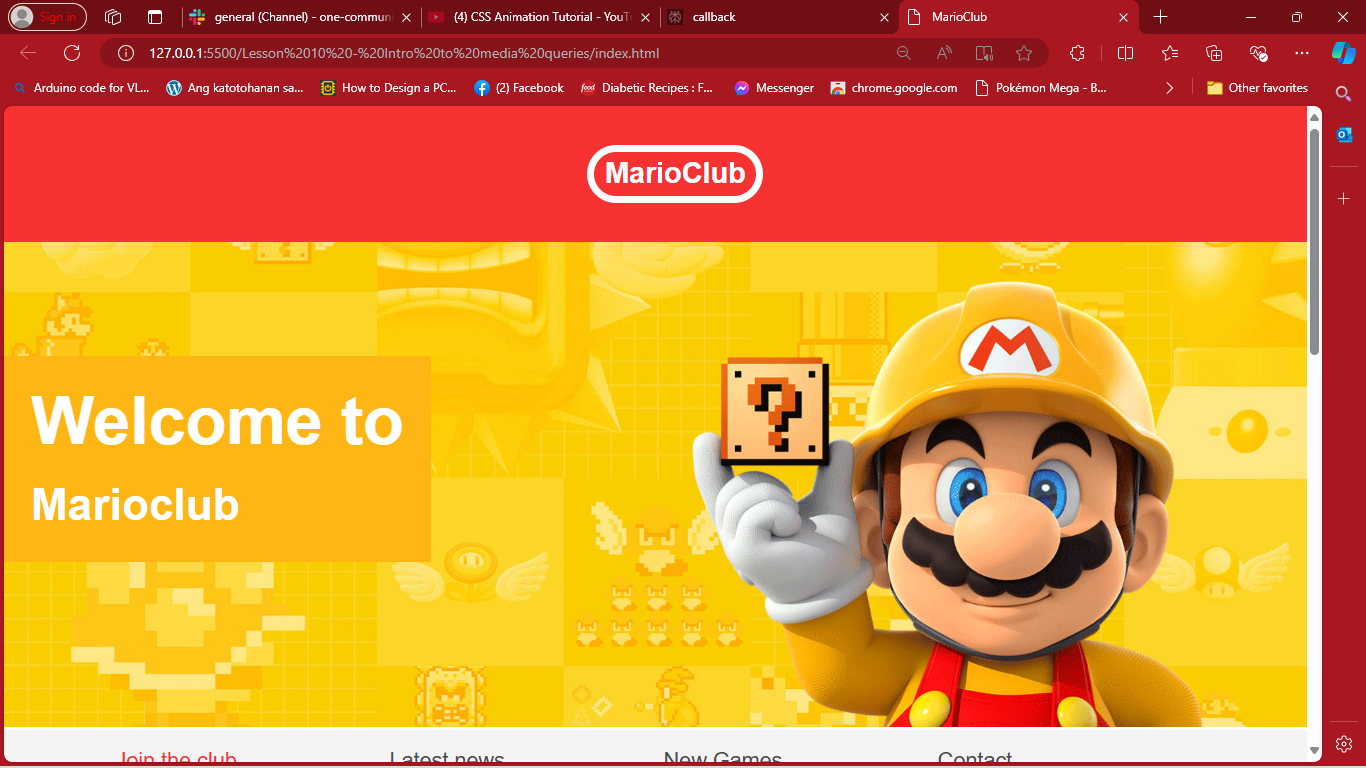 Sign in
general (Channel) - one-commun
(4) CSS Animation Tutorial - YouT
callback
MarioClub
127.0.0.1:5500/Lesson%2010%20-%20Intro%20to%20media%20queries/index.html
Arduino code for VL...
Ang katotohanan sa...
How to Design a PC...
(2) Facebook
food
Diabetic Recipes : F...
Messenger
chrome.google.com
Pokémon Mega - B...
Other favorites
MarioClub
M
?
Welcome to
Marioclub
Join the club
Latest news
New Games
Contact